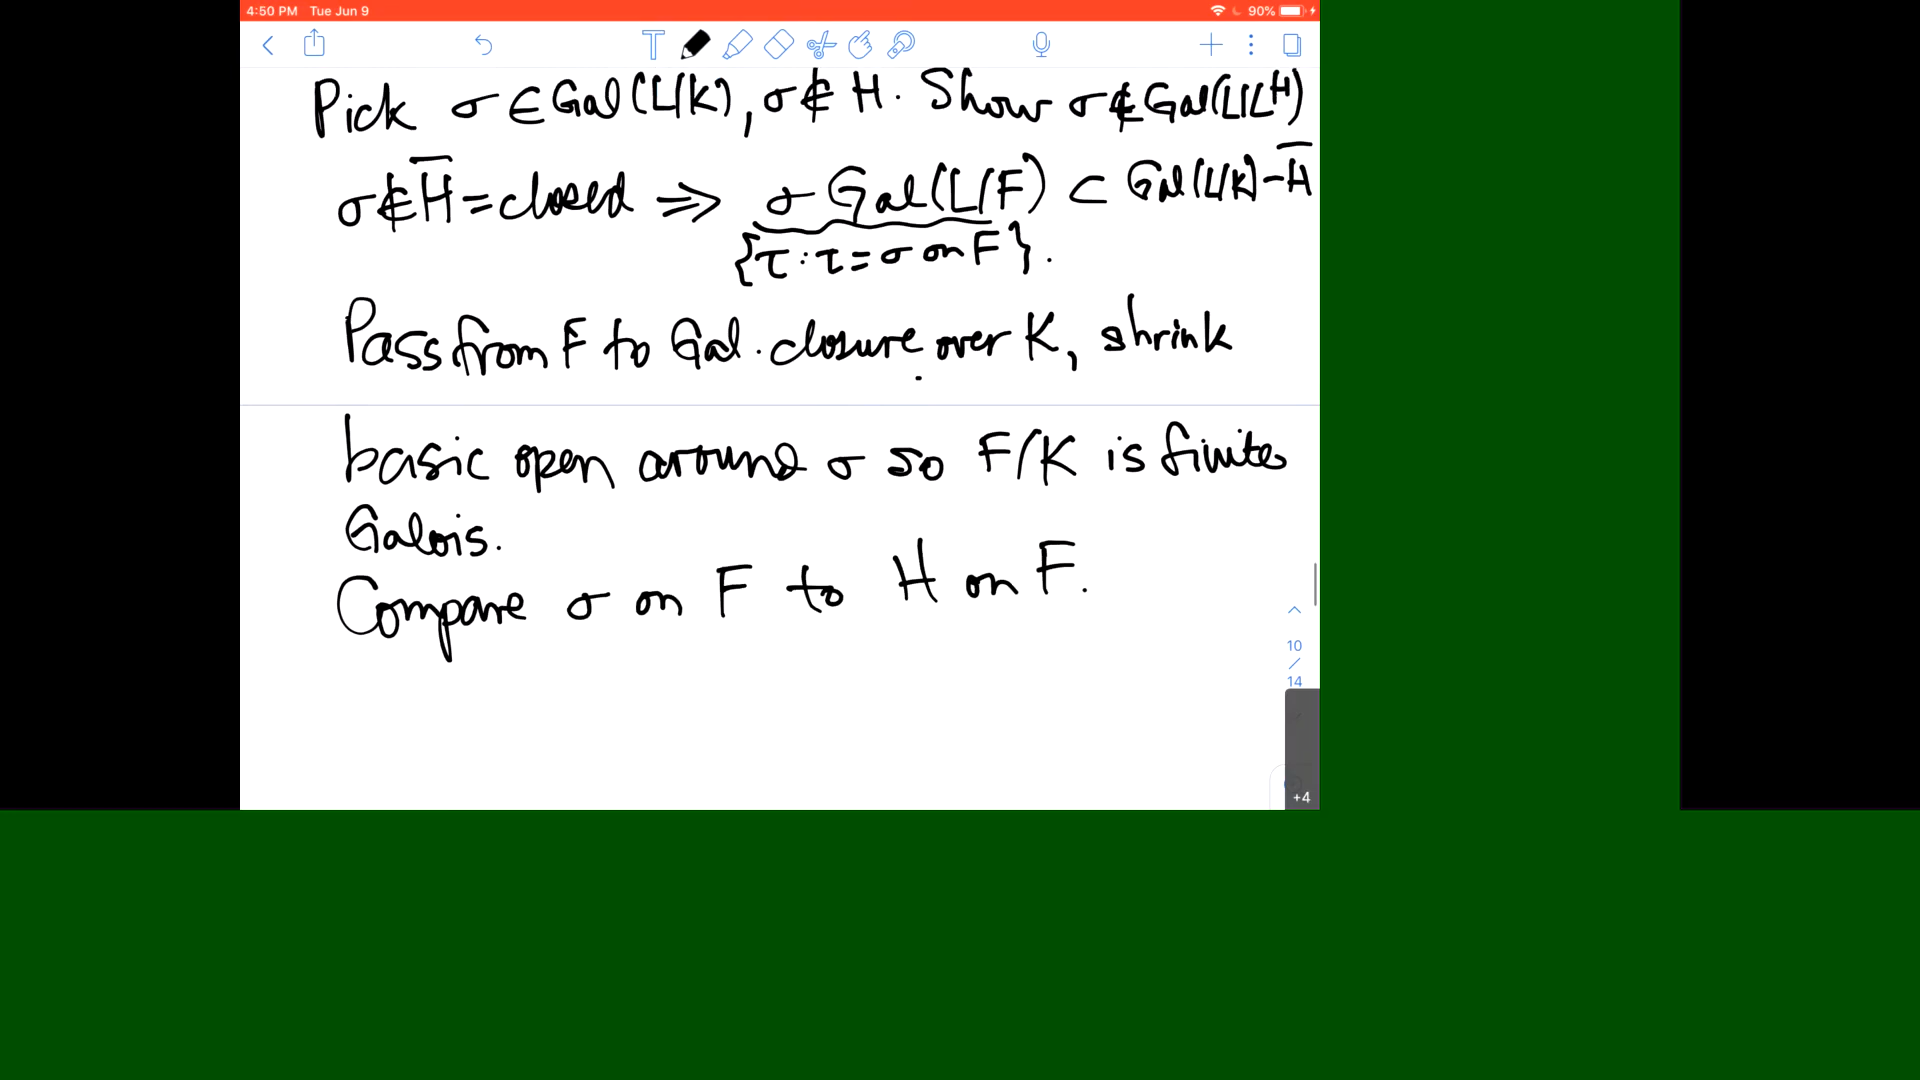 4:50 PM Tue Jun 9
90%
Pick σ ∈ Gal(L/K), σ ∉ H. Show σ ∉ Gal(L/L^H)
σ ∉ H̅ = closed ⇒ σ Gal(L/F) ⊂ Gal(L/K) - H̅
{τ : τ = σ on F}.
Pass from F to Gal. closure over K, shrink
basic open around σ so F/K is finite
Galois.
Compare σ on F to H on F.
10
/
14
+4